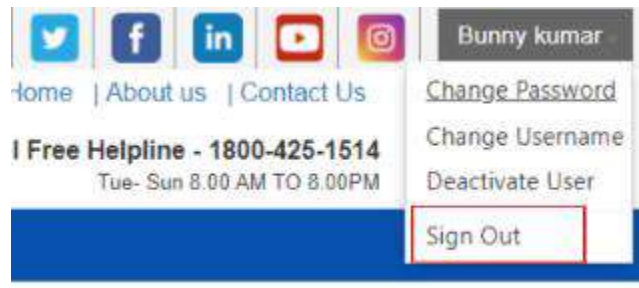 Bunny kumar
Home | About us | Contact Us
Change Password
l Free Helpline - 1800-425-1514
Change Username
Tue- Sun 8.00 AM TO 8.00PM
Deactivate User
Sign Out